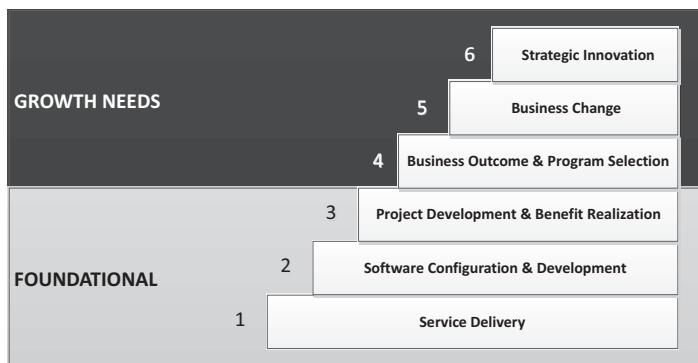 6 Strategic Innovation
GROWTH NEEDS
5 Business Change
4 Business Outcome & Program Selection
3 Project Development & Benefit Realization
2 Software Configuration & Development
FOUNDATIONAL
1 Service Delivery